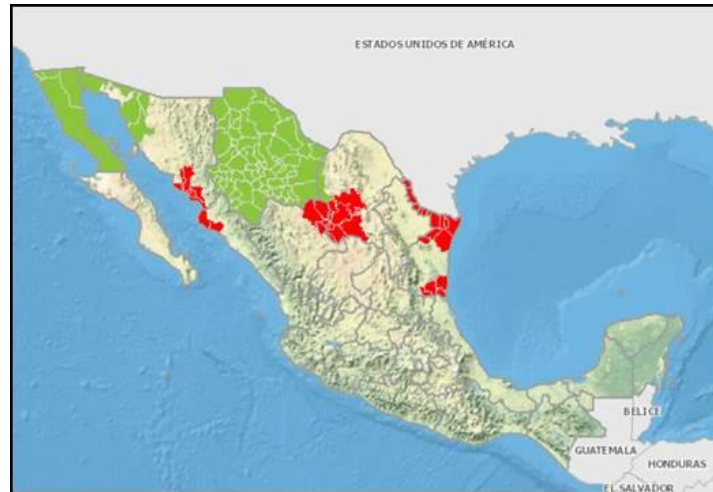 ESTADOS UNIDOS DE AMÉRICA
BELICE
GUATEMALA
HONDURAS
EL SALVADOR